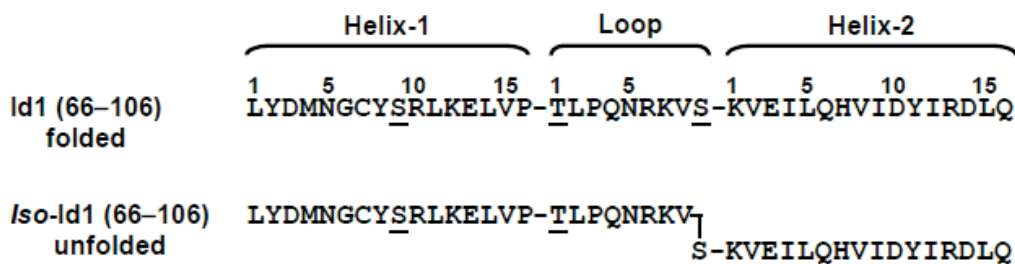 Helix-1 Loop Helix-2
1 5 10 15 1 5 1 5 10 15
Id1 (66–106) LYDMNGCYSRLKELVP-TLPQNRKVS-KVEILQHVIDYIRDLQ
folded
Iso-Id1 (66–106) LYDMNGCYSRLKELVP-TLPQNRKV
unfolded
S-KVEILQHVIDYIRDLQ